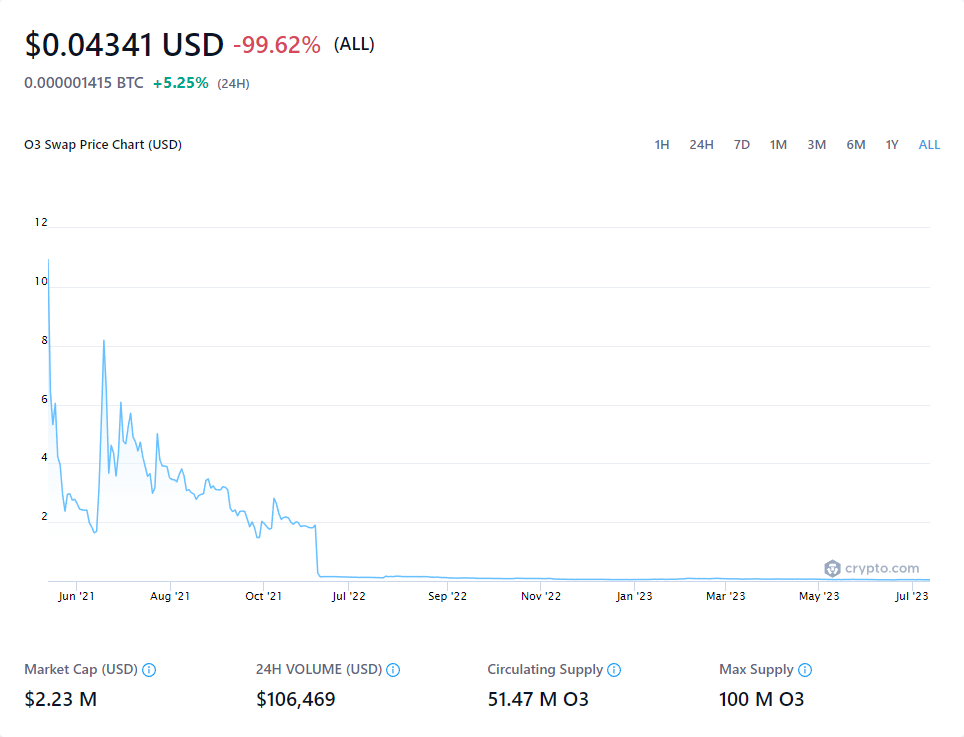 $0.04341 USD -99.62% (ALL)
0.000001415 BTC +5.25% (24H)
O3 Swap Price Chart (USD) 1H 24H 7D 1M 3M 6M 1Y ALL
12
10
8
6
4
2
crypto.com
Jun '21 Aug '21 Oct '21 Jul '22 Sep '22 Nov '22 Jan '23 Mar '23 May '23 Jul '23
Market Cap (USD) 24H VOLUME (USD) Circulating Supply Max Supply
$2.23 M $106,469 51.47 M O3 100 M O3